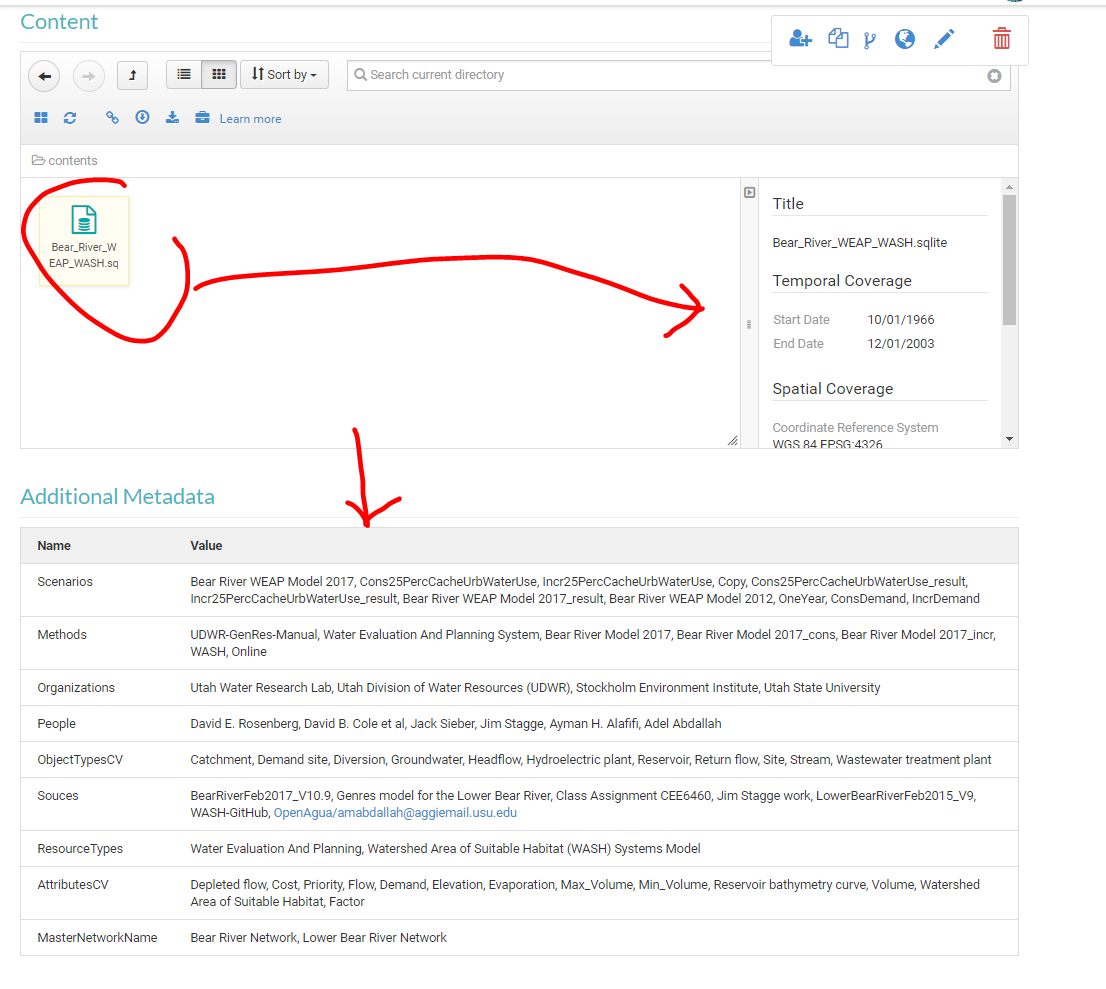 Content
Sort by
Search current directory
Learn more
contents
Bear_River_W
EAP_WASH.sq
Title
Bear_River_WEAP_WASH.sqlite
Temporal Coverage
Start Date 10/01/1966
End Date 12/01/2003
Spatial Coverage
Coordinate Reference System
WGS 84 EPSG:4326
Additional Metadata
Name Value
Scenarios Bear River WEAP Model 2017, Cons25PercCacheUrbWaterUse, Incr25PercCacheUrbWaterUse, Copy, Cons25PercCacheUrbWaterUse_result,
Incr25PercCacheUrbWaterUse_result, Bear River WEAP Model 2017_result, Bear River WEAP Model 2012, OneYear, ConsDemand, IncrDemand
Methods UDWR-GenRes-Manual, Water Evaluation And Planning System, Bear River Model 2017, Bear River Model 2017_cons, Bear River Model 2017_incr,
WASH, Online
Organizations Utah Water Research Lab, Utah Division of Water Resources (UDWR), Stockholm Environment Institute, Utah State University
People David E. Rosenberg, David B. Cole et al, Jack Sieber, Jim Stagge, Ayman H. Alafifi, Adel Abdallah
ObjectTypesCV Catchment, Demand site, Diversion, Groundwater, Headflow, Hydroelectric plant, Reservoir, Return flow, Site, Stream, Wastewater treatment plant
Souces BearRiverFeb2017_V10.9, Genres model for the Lower Bear River, Class Assignment CEE6460, Jim Stagge work, LowerBearRiverFeb2015_V9,
WASH-GitHub, OpenAgua/amabdallah@aggiemail.usu.edu
ResourceTypes Water Evaluation And Planning, Watershed Area of Suitable Habitat (WASH) Systems Model
AttributesCV Depleted flow, Cost, Priority, Flow, Demand, Elevation, Evaporation, Max_Volume, Min_Volume, Reservoir bathymetry curve, Volume, Watershed
Area of Suitable Habitat, Factor
MasterNetworkName Bear River Network, Lower Bear River Network